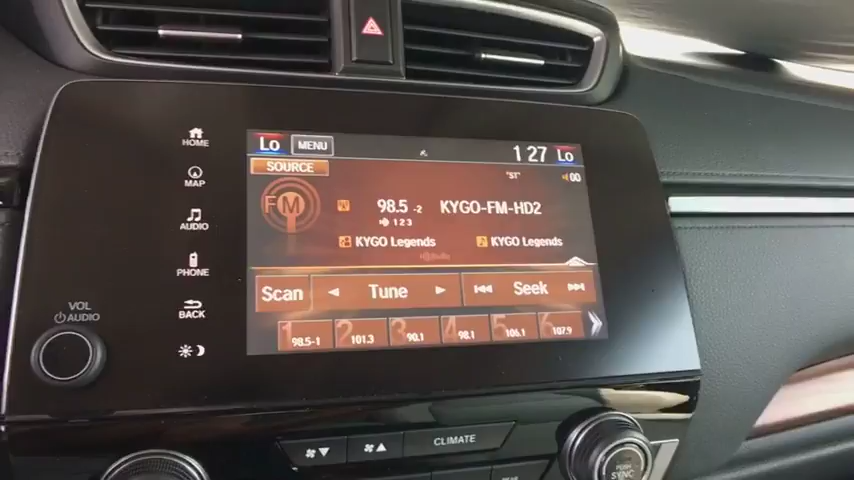 Lo MENU 1 27 Lo
SOURCE "ST" 00
FM 98.5 -2 KYGO-FM-HD2
1 2 3
KYGO Legends KYGO Legends
Scan Tune Seek
1 98.5-1 2 101.3 3 90.1 4 98.1 5 106.1 6 107.9
HOME
MAP
AUDIO
PHONE
BACK
VOL
AUDIO
CLIMATE
PUSH
SYNC